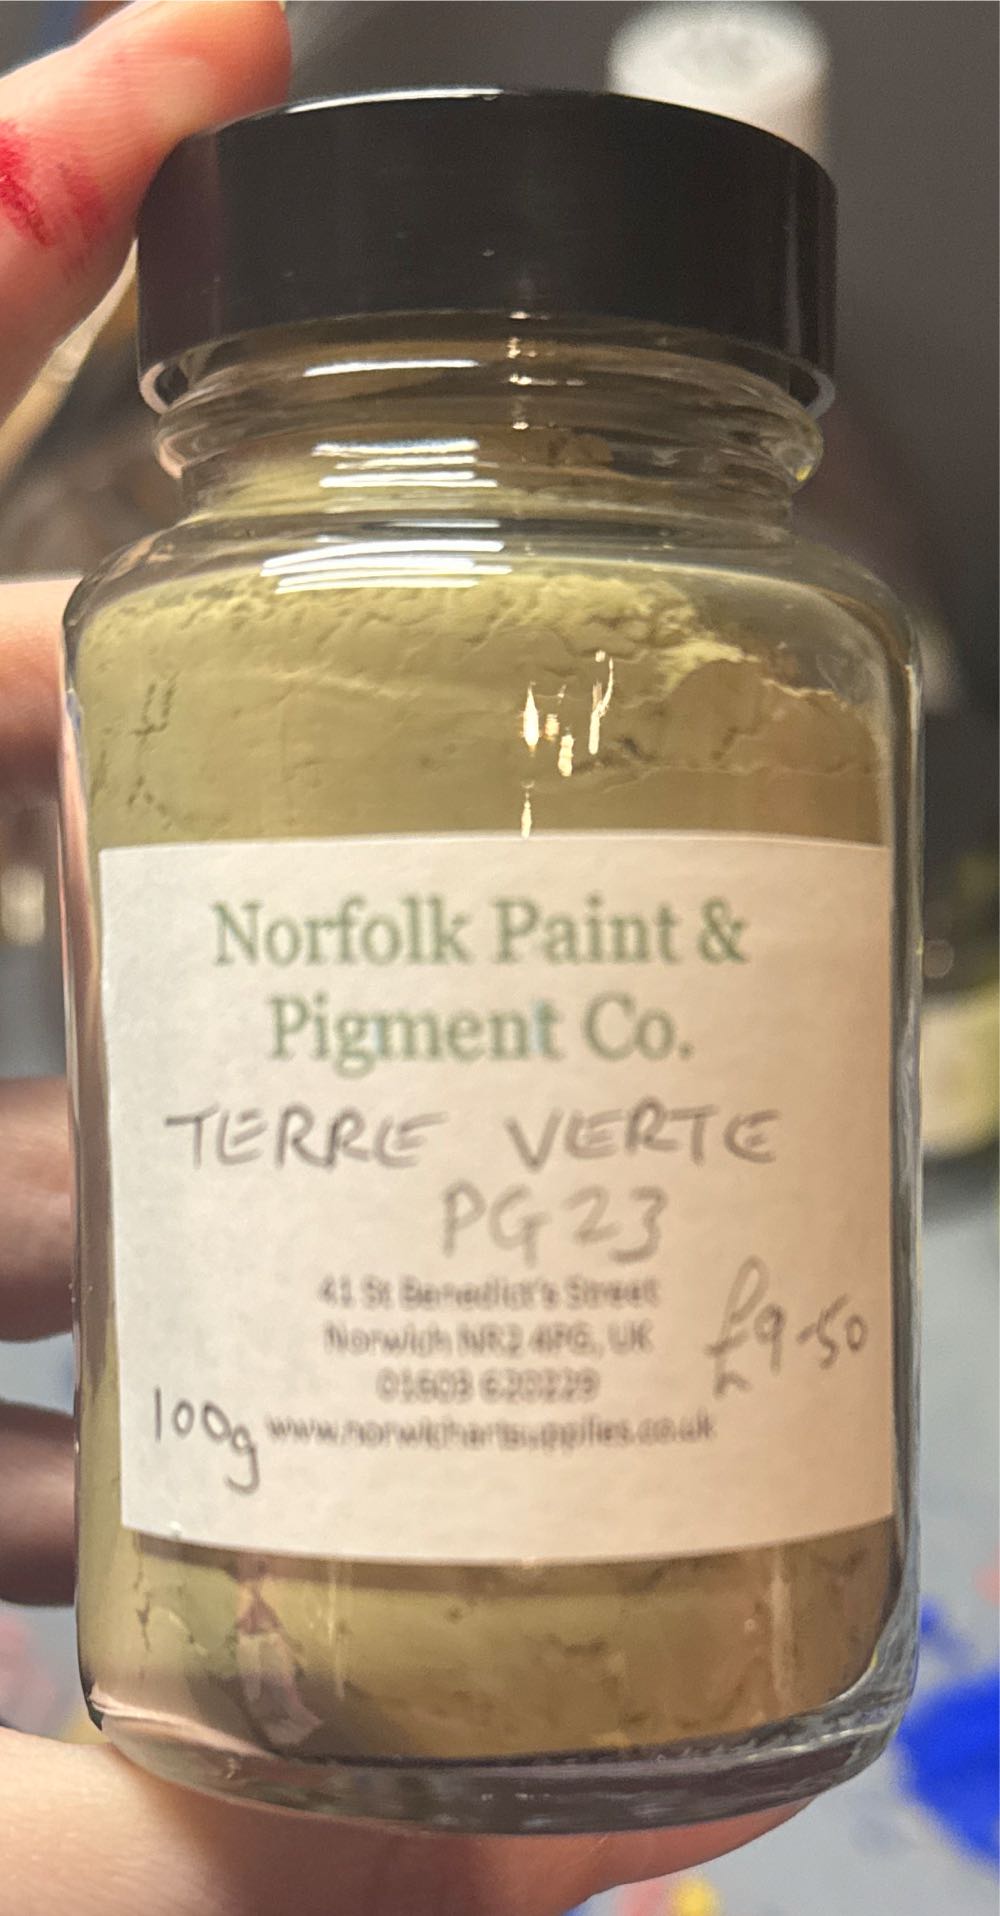 Norfolk Paint &
Pigment Co.
TERRE VERTE
PG23
41 St Benedict's Street
Norwich NR2 4PG, UK
01603 620229
£9-50
100g
www.norwichartsupplies.co.uk